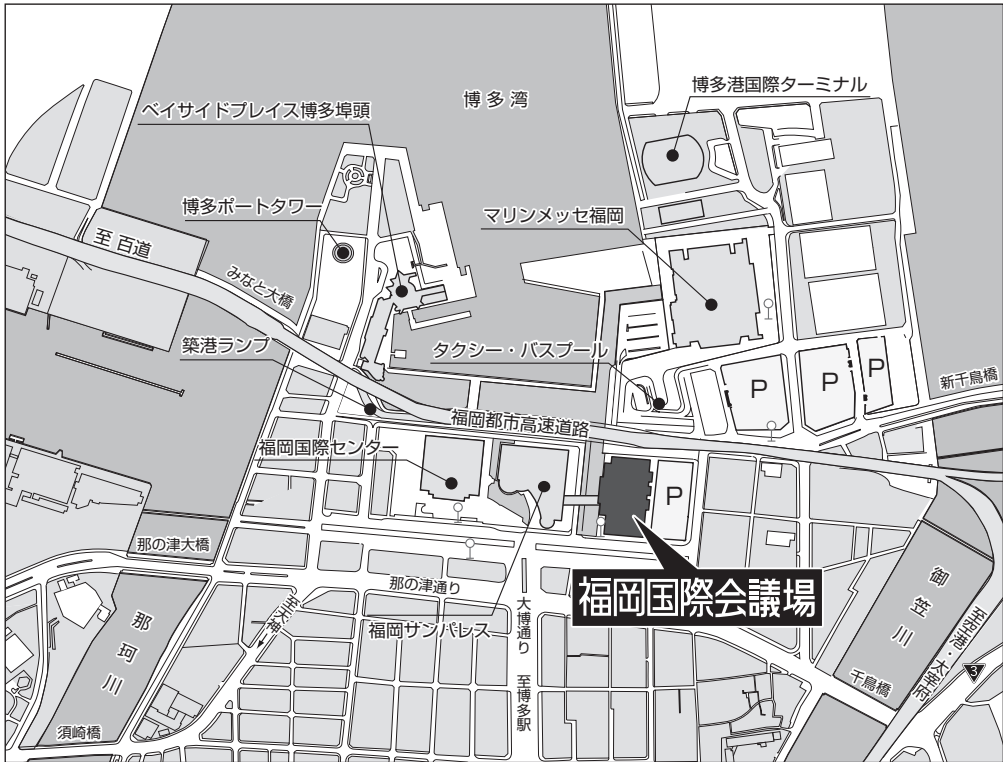 博多港国際ターミナル
博多湾
ベイサイドプレイス博多埠頭
博多ポートタワー
マリンメッセ福岡
至 百道
みなと大橋
築港ランプ
タクシー・バスプール
P
P
P
新千鳥橋
福岡都市高速道路
福岡国際センター
P
那の津大橋
那の津通り
福岡国際会議場
御笠川
至天神
大博通り
至博多駅
福岡サンパレス
那珂川
至空港・太宰府
3
千鳥橋
須崎橋